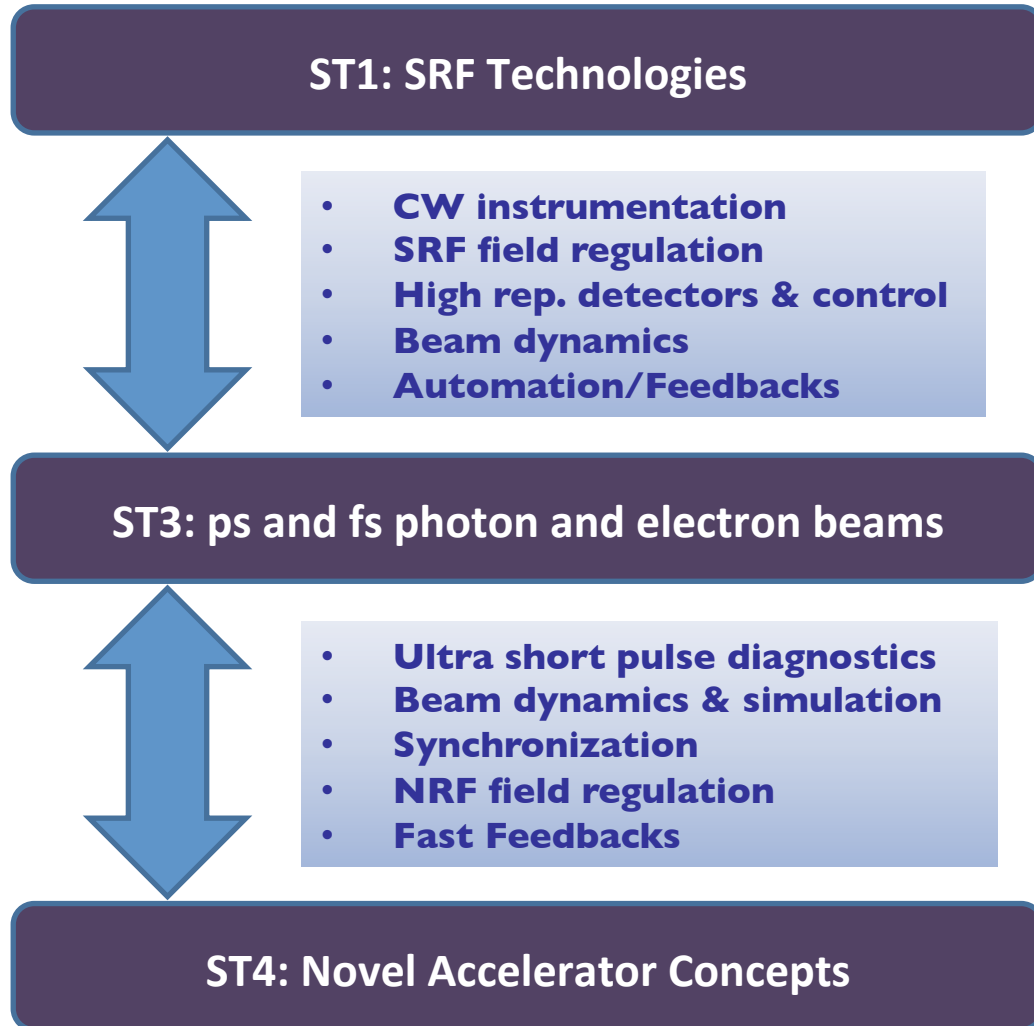 ST1: SRF Technologies
• CW instrumentation
• SRF field regulation
• High rep. detectors & control
• Beam dynamics
• Automation/Feedbacks
ST3: ps and fs photon and electron beams
• Ultra short pulse diagnostics
• Beam dynamics & simulation
• Synchronization
• NRF field regulation
• Fast Feedbacks
ST4: Novel Accelerator Concepts